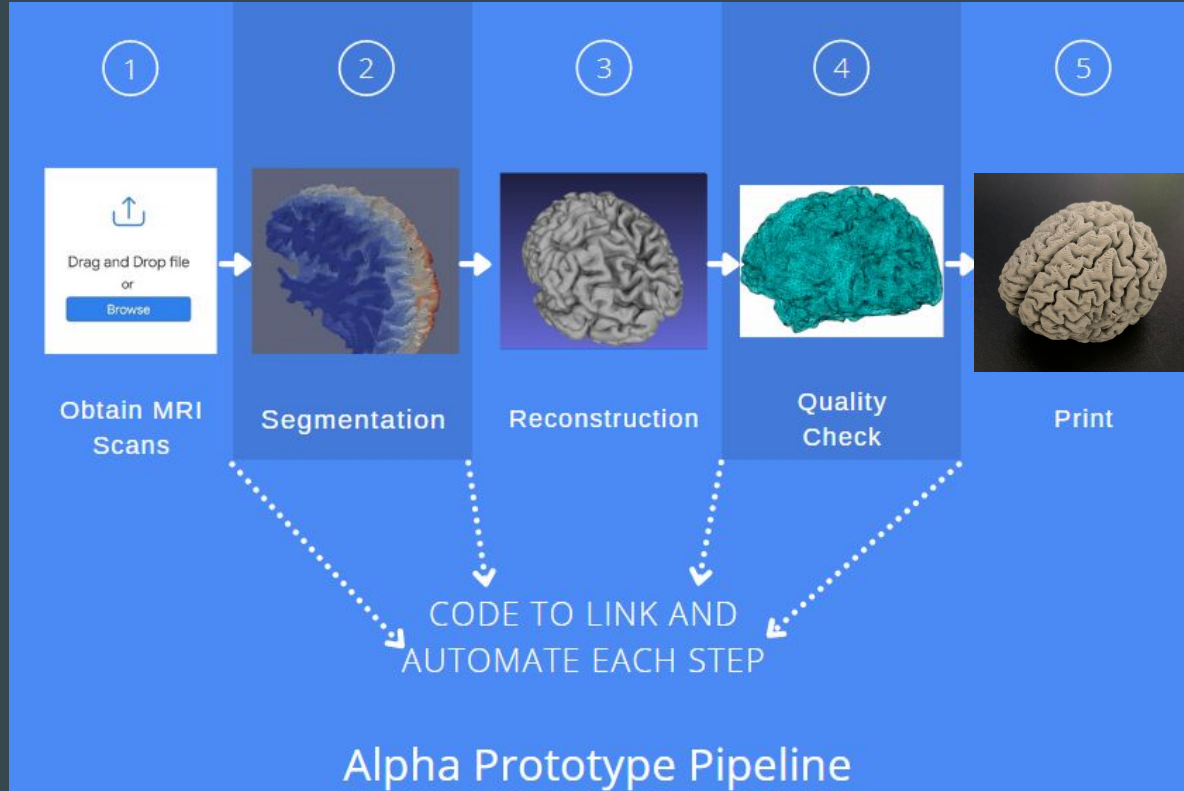 1
2
3
4
5
Drag and Drop file
or
Browse
Obtain MRI
Scans
Segmentation
Reconstruction
Quality
Check
Print
CODE TO LINK AND
AUTOMATE EACH STEP
Alpha Prototype Pipeline